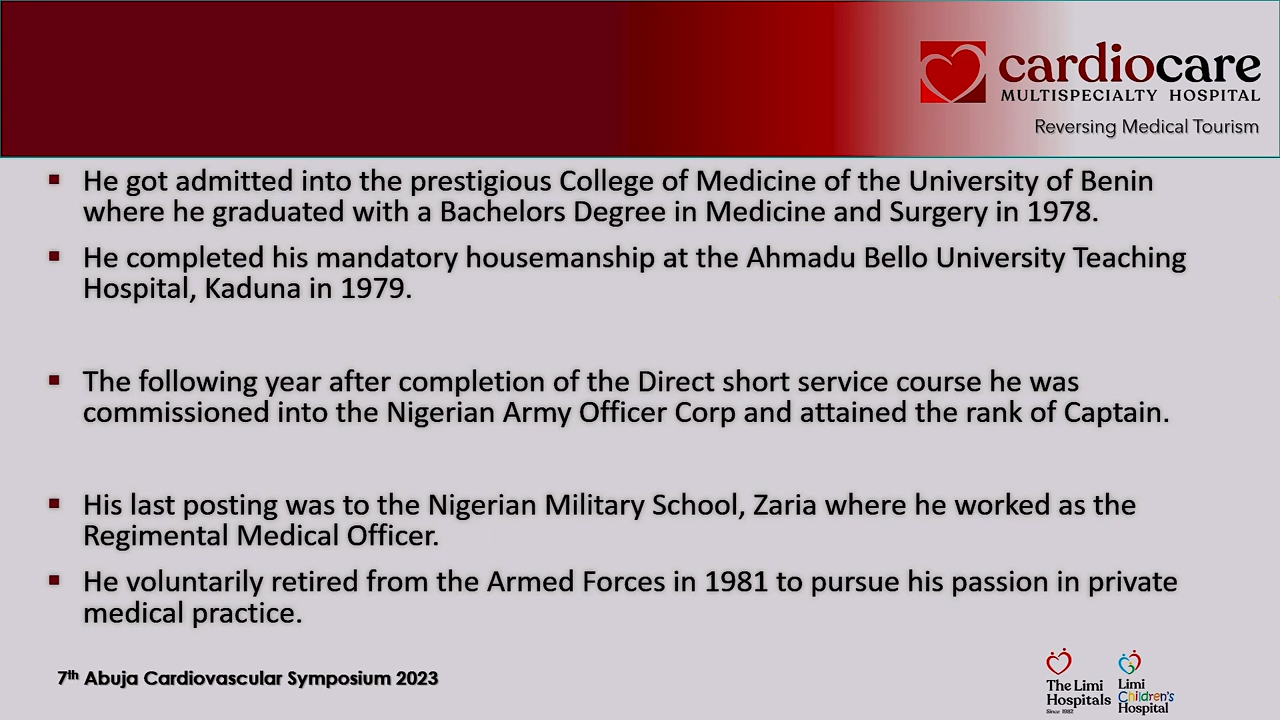 cardiocare
MULTISPECIALTY HOSPITAL
Reversing Medical Tourism
He got admitted into the prestigious College of Medicine of the University of Benin
where he graduated with a Bachelors Degree in Medicine and Surgery in 1978.
He completed his mandatory housemanship at the Ahmadu Bello University Teaching
Hospital, Kaduna in 1979.
The following year after completion of the Direct short service course he was
commissioned into the Nigerian Army Officer Corp and attained the rank of Captain.
His last posting was to the Nigerian Military School, Zaria where he worked as the
Regimental Medical Officer.
He voluntarily retired from the Armed Forces in 1981 to pursue his passion in private
medical practice.
7th Abuja Cardiovascular Symposium 2023
The Limi
Hospitals
Since 1982
Limi
Children's
Hospital